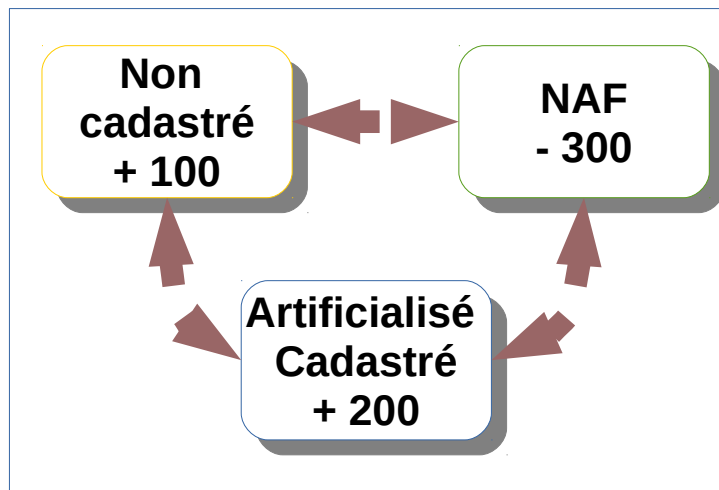 Non
cadastré
+ 100
NAF
- 300
Artificialisé
Cadastré
+ 200